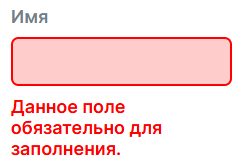 Имя
Данное поле
обязательно для
заполнения.